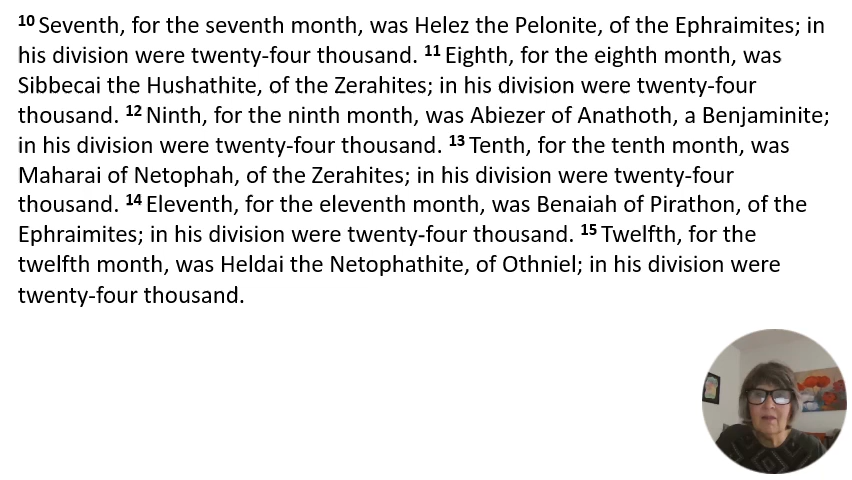 10 Seventh, for the seventh month, was Helez the Pelonite, of the Ephraimites; in
his division were twenty-four thousand. 11 Eighth, for the eighth month, was
Sibbecai the Hushathite, of the Zerahites; in his division were twenty-four
thousand. 12 Ninth, for the ninth month, was Abiezer of Anathoth, a Benjaminite;
in his division were twenty-four thousand. 13 Tenth, for the tenth month, was
Maharai of Netophah, of the Zerahites; in his division were twenty-four
thousand. 14 Eleventh, for the eleventh month, was Benaiah of Pirathon, of the
Ephraimites; in his division were twenty-four thousand. 15 Twelfth, for the
twelfth month, was Heldai the Netophathite, of Othniel; in his division were
twenty-four thousand.